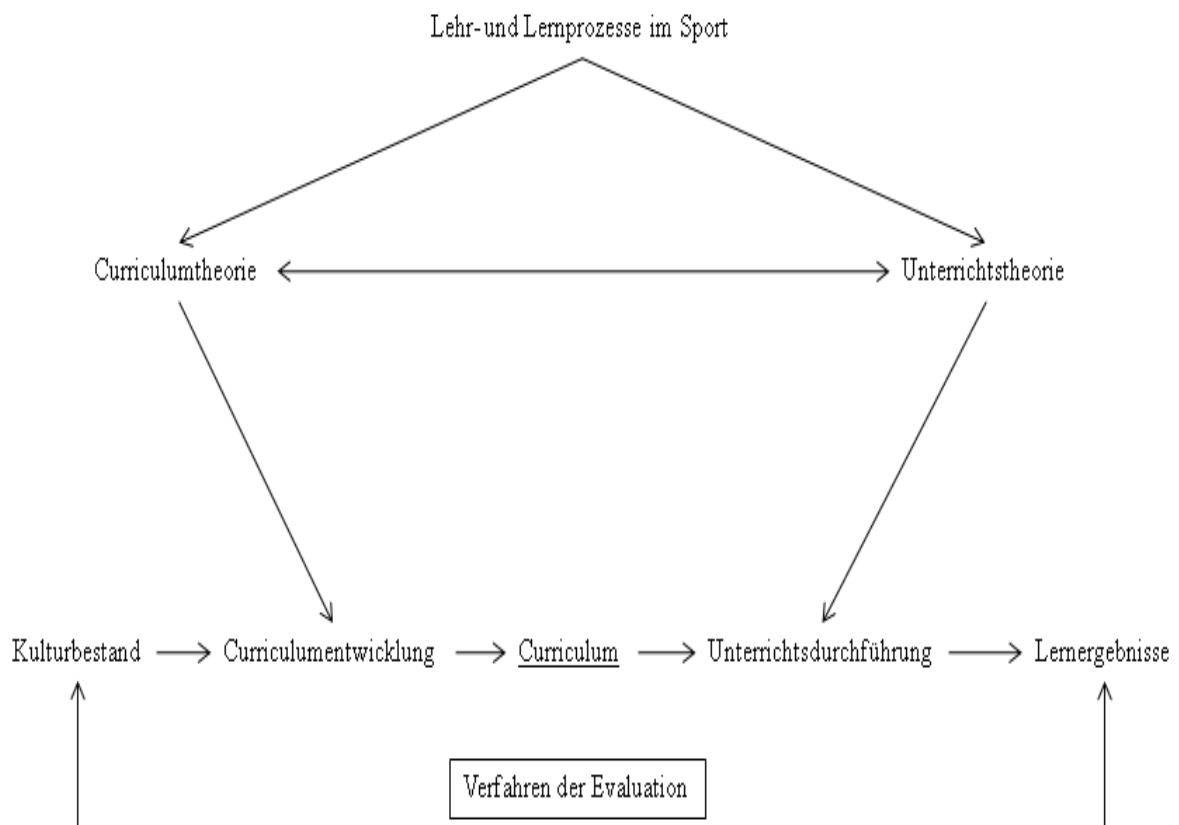 Lehr- und Lernprozesse im Sport
Curriculumtheorie
Unterrichtstheorie
Kulturbestand
Curriculumentwicklung
Curriculum
Unterrichtsdurchführung
Lernergebnisse
Verfahren der Evaluation